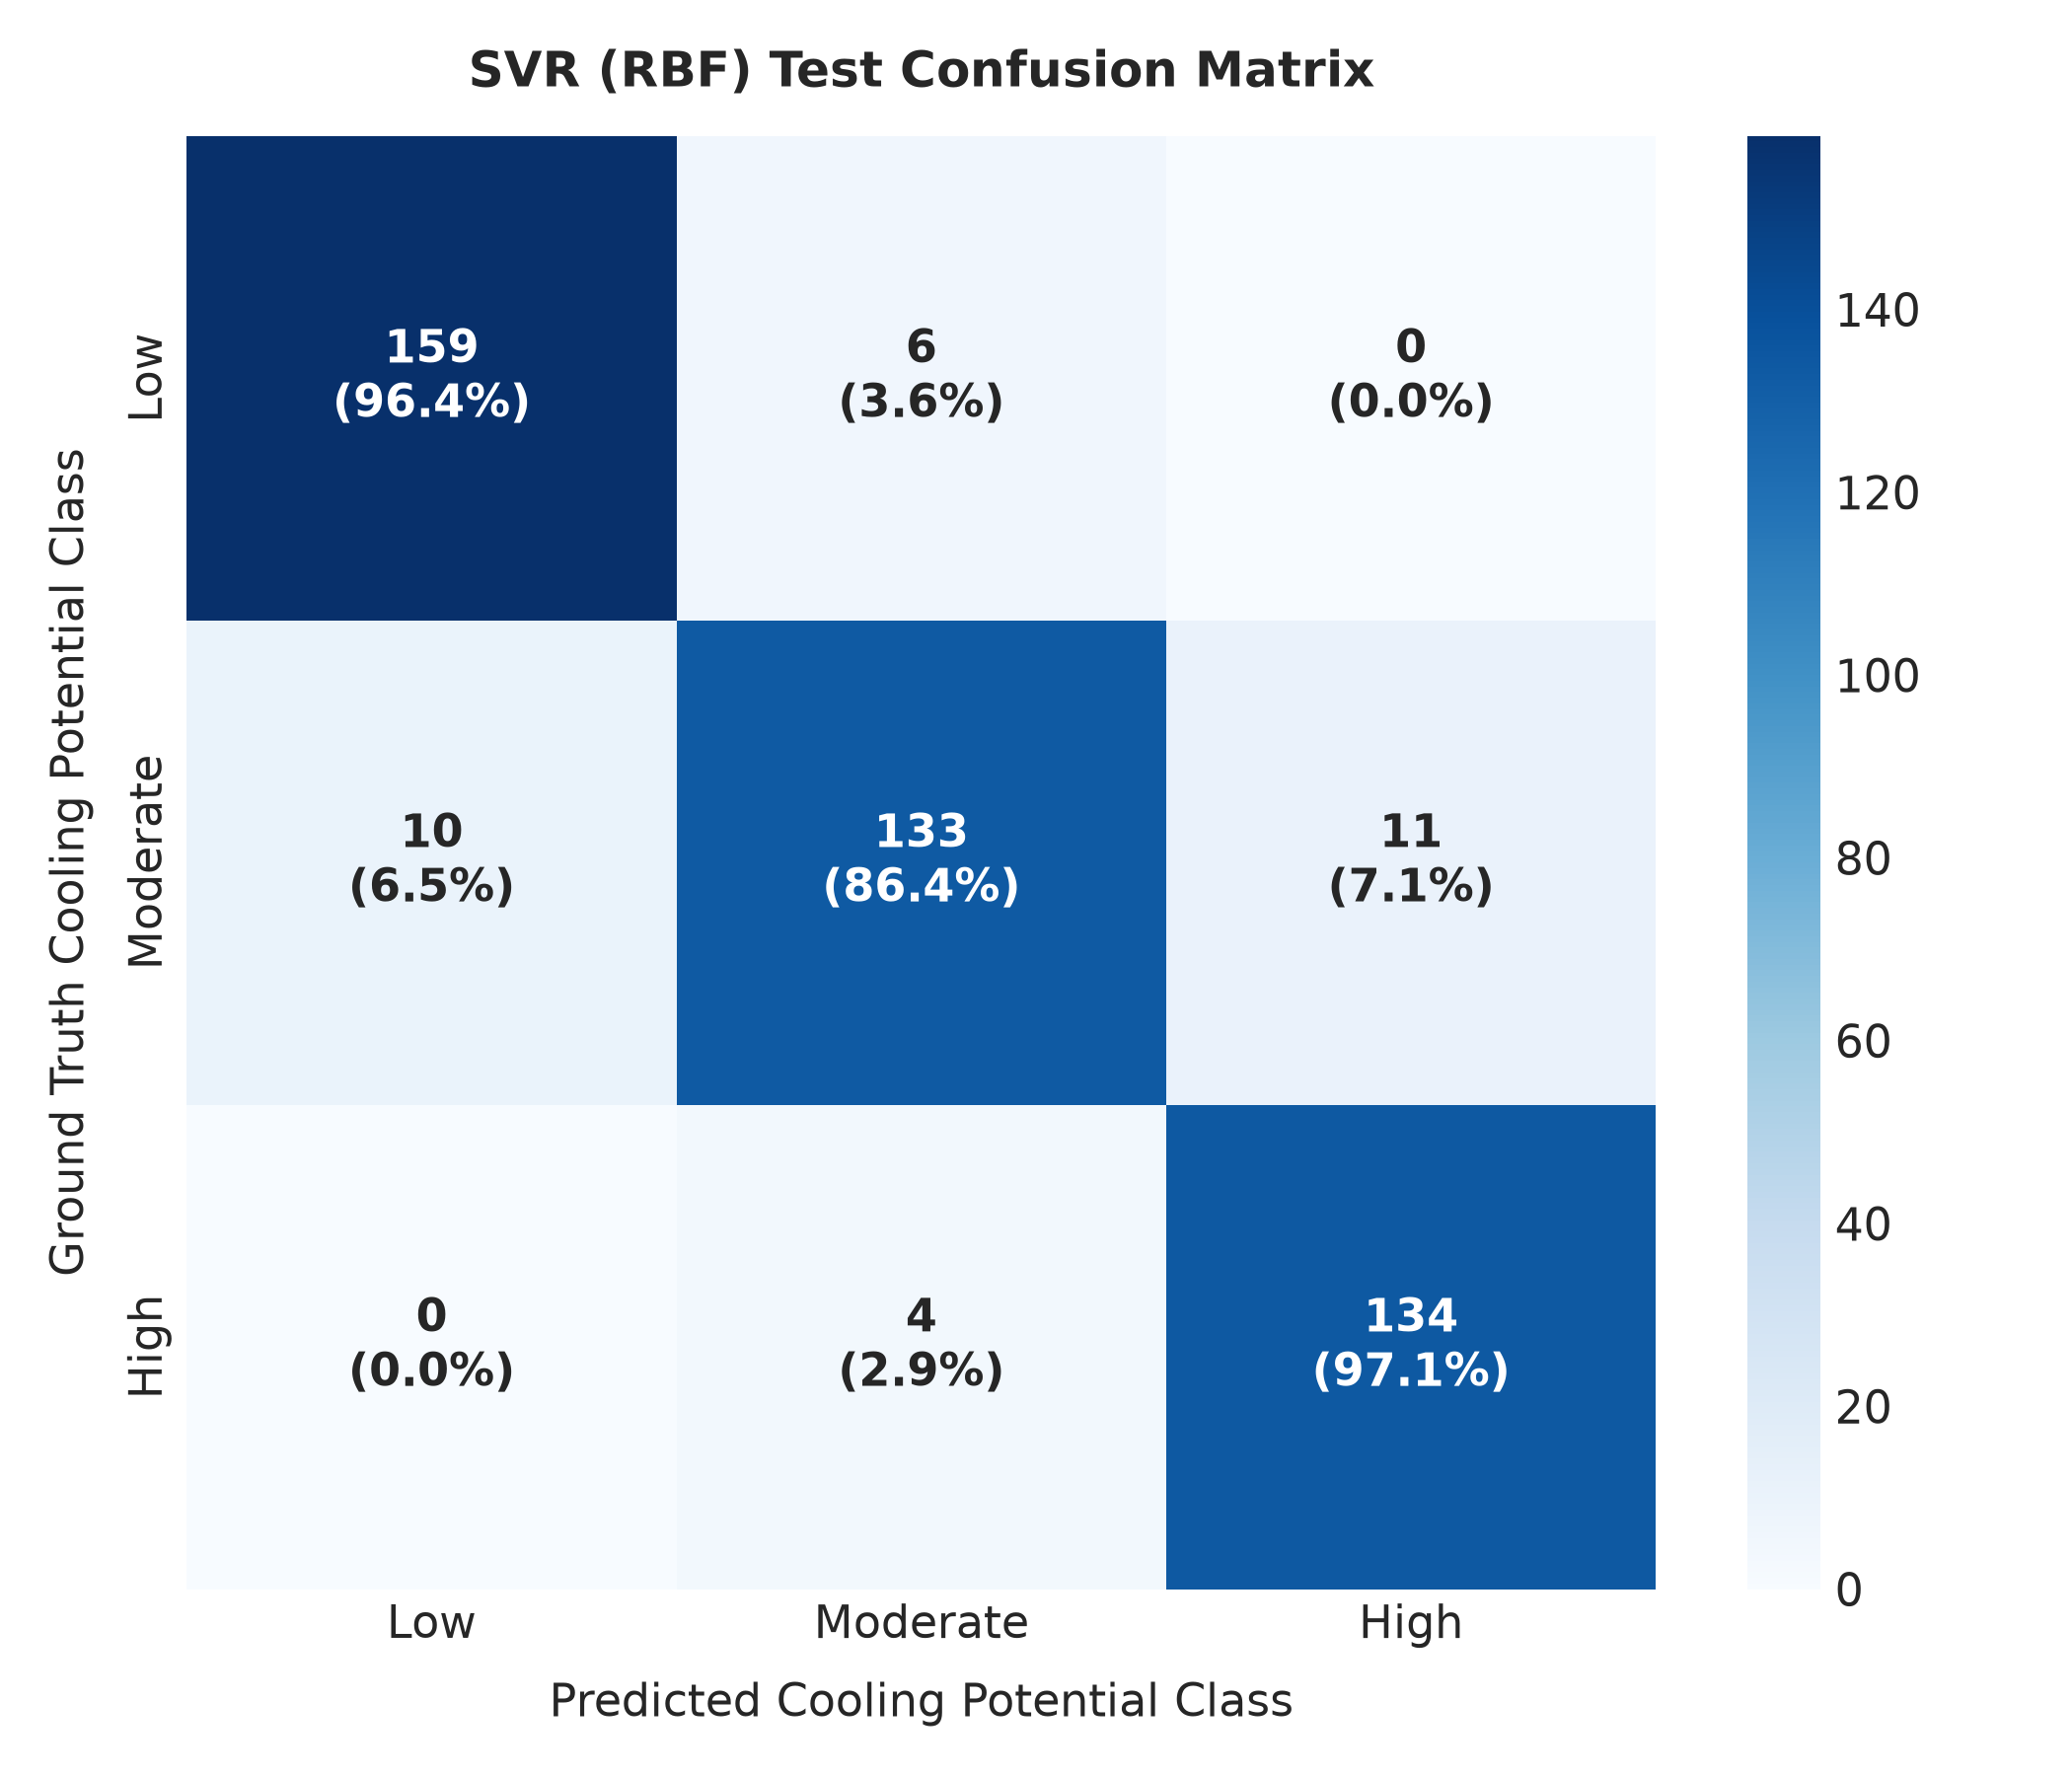 SVR (RBF) Test Confusion Matrix
Ground Truth Cooling Potential Class
Low
159
(96.4%)
6
(3.6%)
0
(0.0%)
Moderate
10
(6.5%)
133
(86.4%)
11
(7.1%)
High
0
(0.0%)
4
(2.9%)
134
(97.1%)
Low
Moderate
High
Predicted Cooling Potential Class
140
120
100
80
60
40
20
0